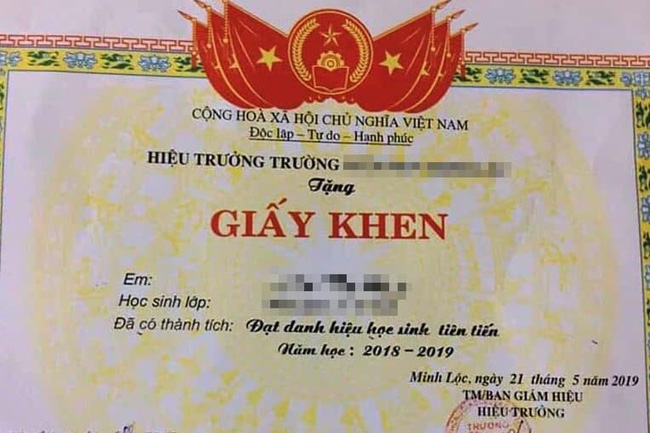 CỘNG HOÀ XÃ HỘI CHỦ NGHĨA VIỆT NAM
Độc lập – Tự do – Hạnh phúc
HIỆU TRƯỞNG TRƯỜNG
Tặng
GIẤY KHEN
Em:
Học sinh lớp:
Đã có thành tích: Đạt danh hiệu học sinh tiên tiến
Năm học: 2018 - 2019
Minh Lộc, ngày 21 tháng 5 năm 2019
TM/BAN GIÁM HIỆU
HIỆU TRƯỞNG
TRƯỜNG